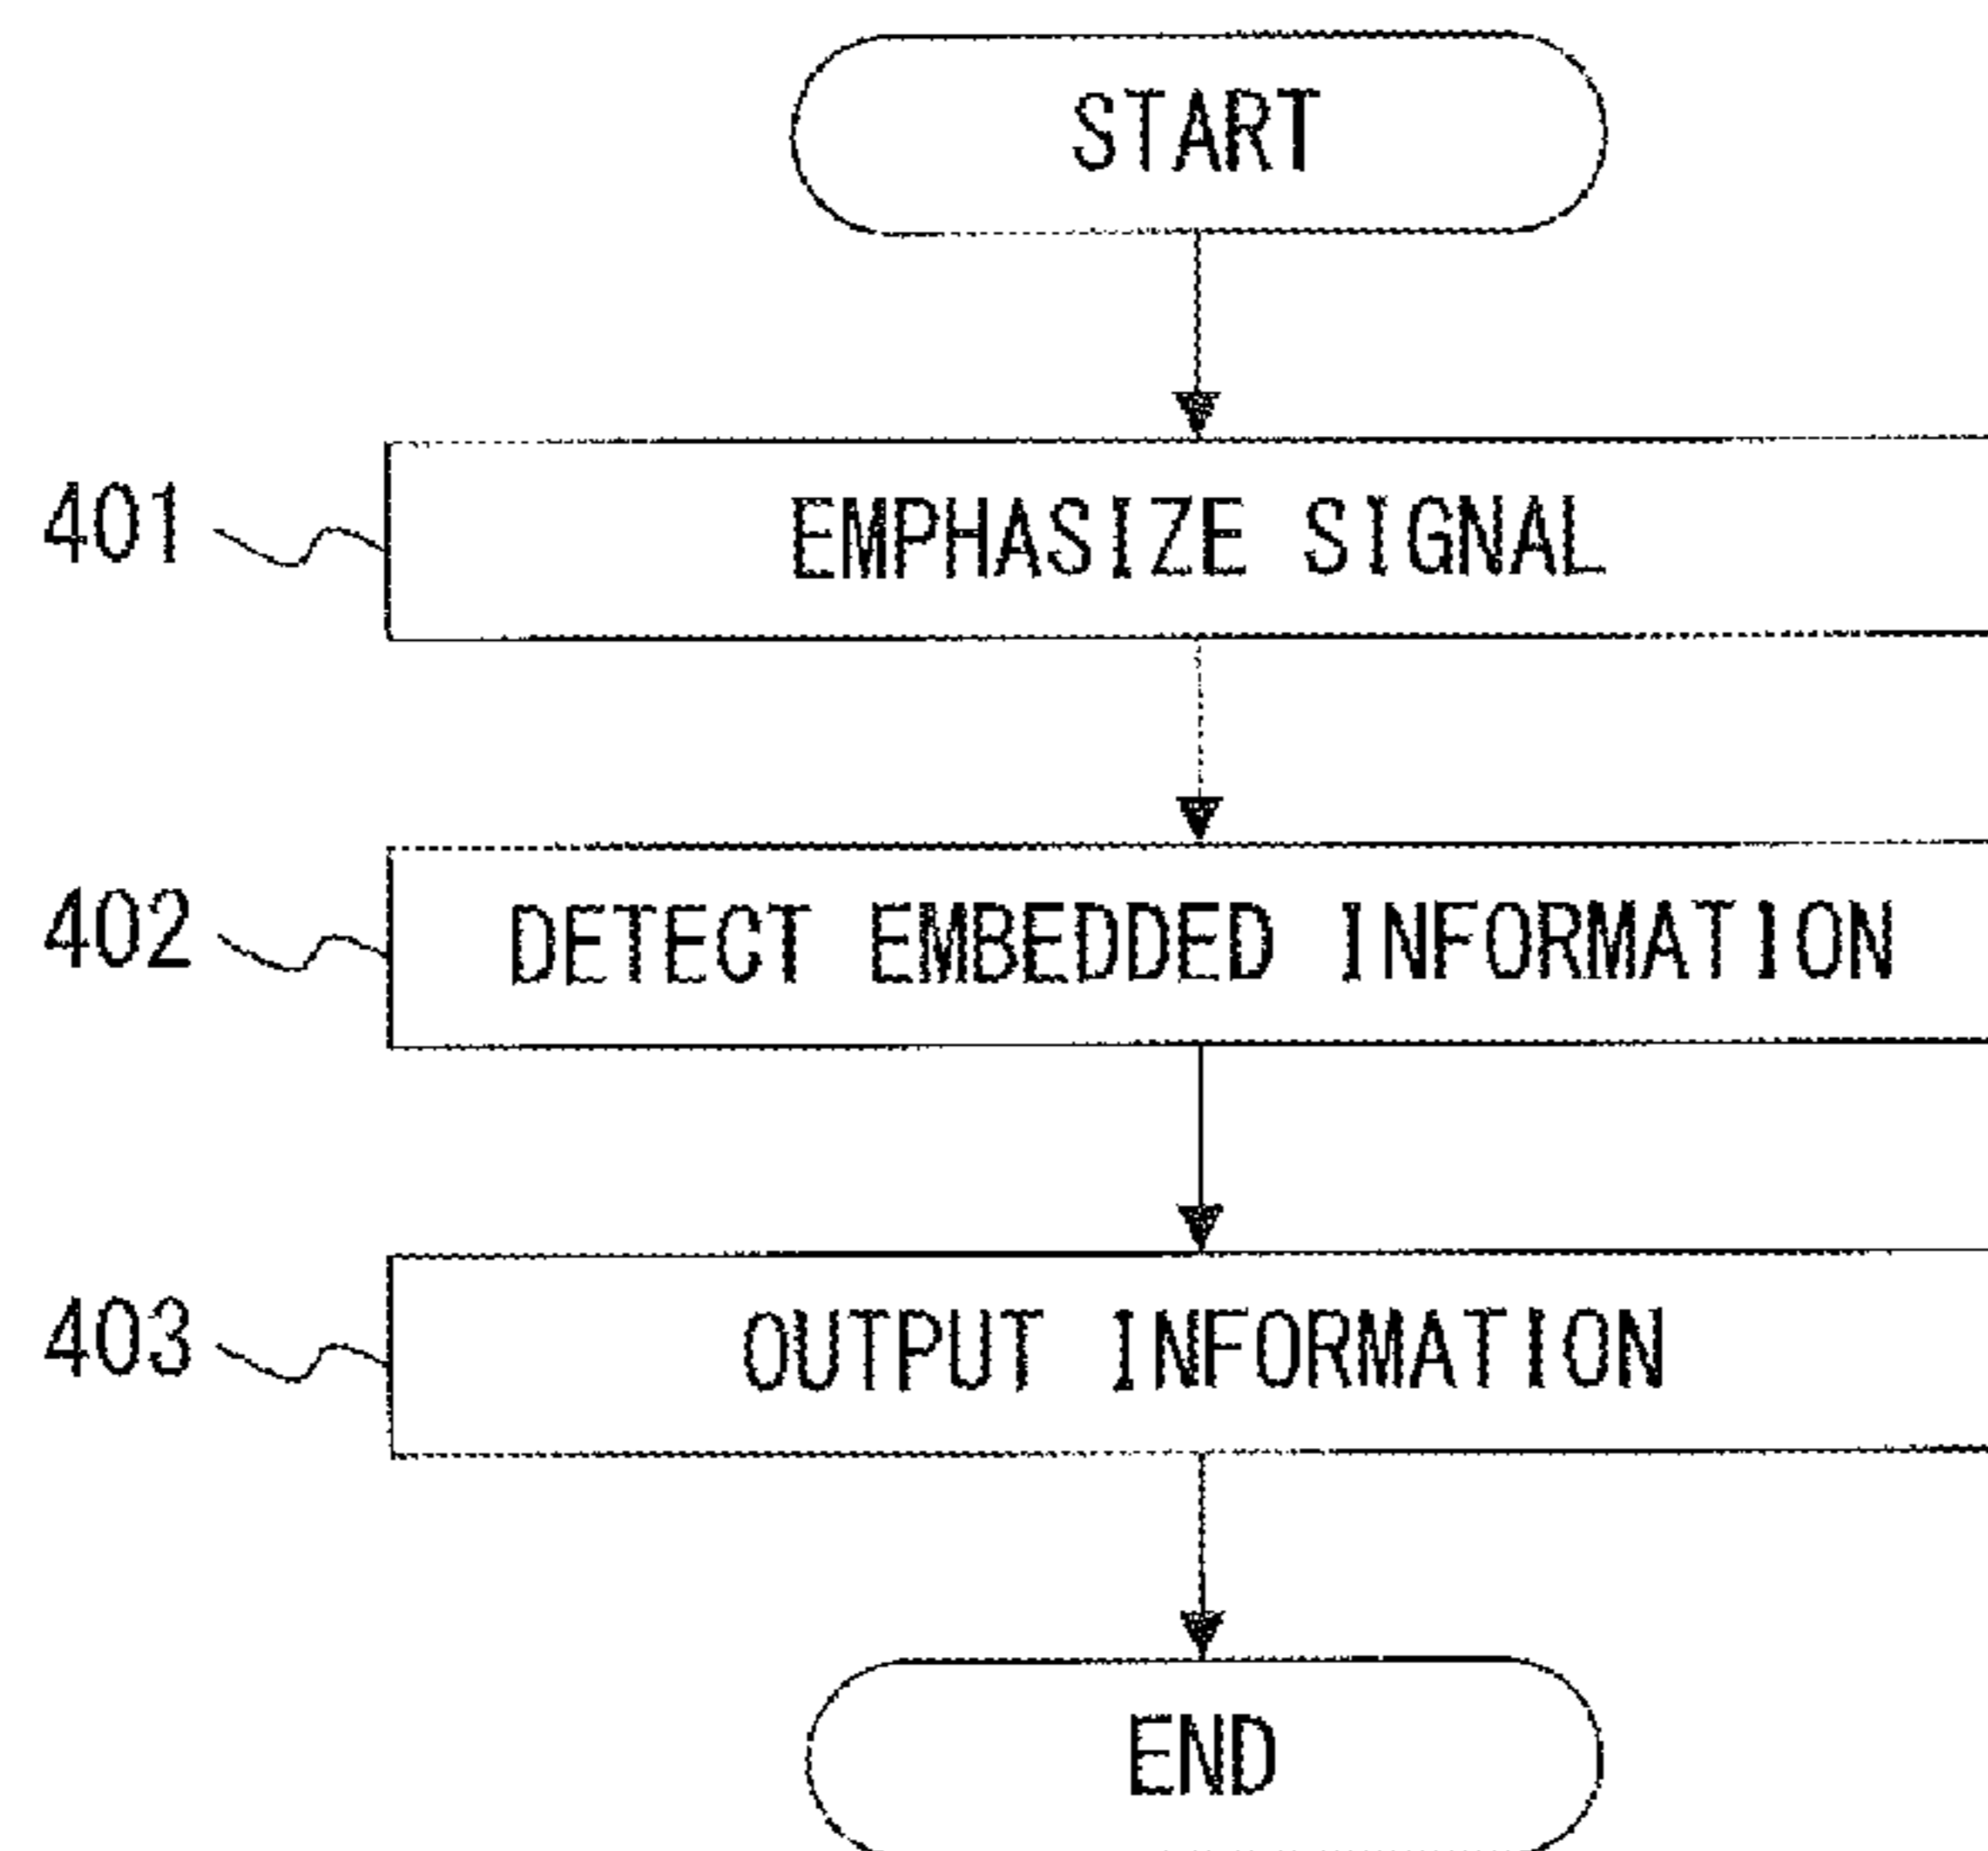 START
401 EMPHASIZE SIGNAL
402 DETECT EMBEDDED INFORMATION
403 OUTPUT INFORMATION
END